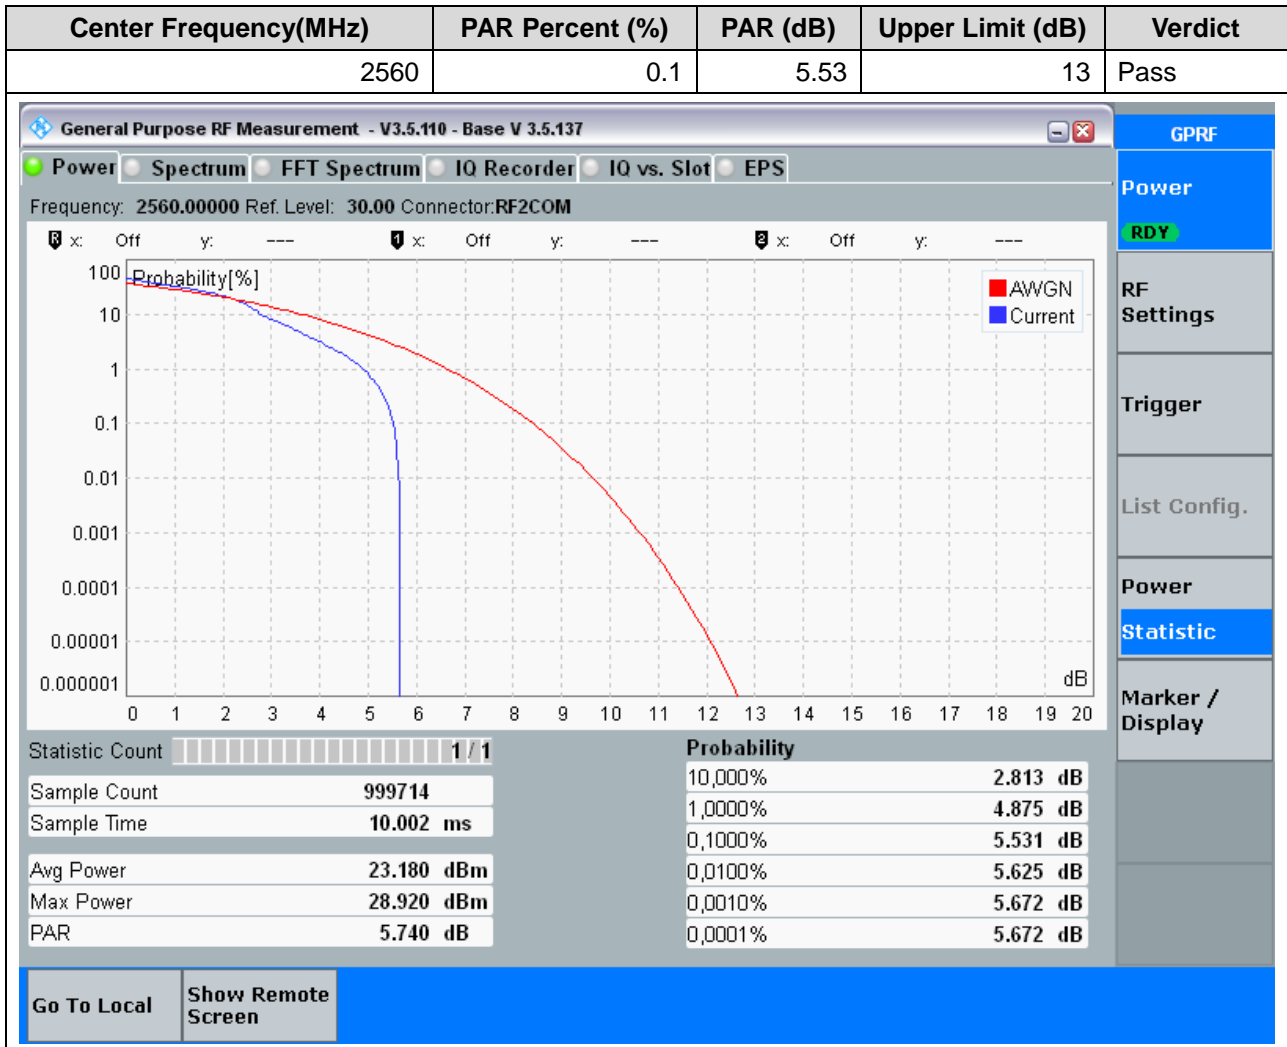 Center Frequency(MHz) PAR Percent (%) PAR (dB) Upper Limit (dB) Verdict
2560 0.1 5.53 13 Pass
General Purpose RF Measurement - V3.5.110 - Base V 3.5.137
GPRF
Power Spectrum FFT Spectrum IQ Recorder IQ vs. Slot EPS
Power
RDY
Frequency: 2560.00000 Ref. Level: 30.00 Connector:RF2COM
R x: Off y: --- 1 x: Off y: --- 2 x: Off y: ---
Probability[%]
AWGN
Current
100
10
1
0.1
0.01
0.001
0.0001
0.00001
0.000001
dB
0 1 2 3 4 5 6 7 8 9 10 11 12 13 14 15 16 17 18 19 20
RF
Settings
Trigger
List Config.
Power
Statistic
Marker /
Display
Statistic Count 1 / 1
Sample Count 999714
Sample Time 10.002 ms
Avg Power 23.180 dBm
Max Power 28.920 dBm
PAR 5.740 dB
Probability
10,000% 2.813 dB
1,0000% 4.875 dB
0,1000% 5.531 dB
0,0100% 5.625 dB
0,0010% 5.672 dB
0,0001% 5.672 dB
Go To Local
Show Remote
Screen